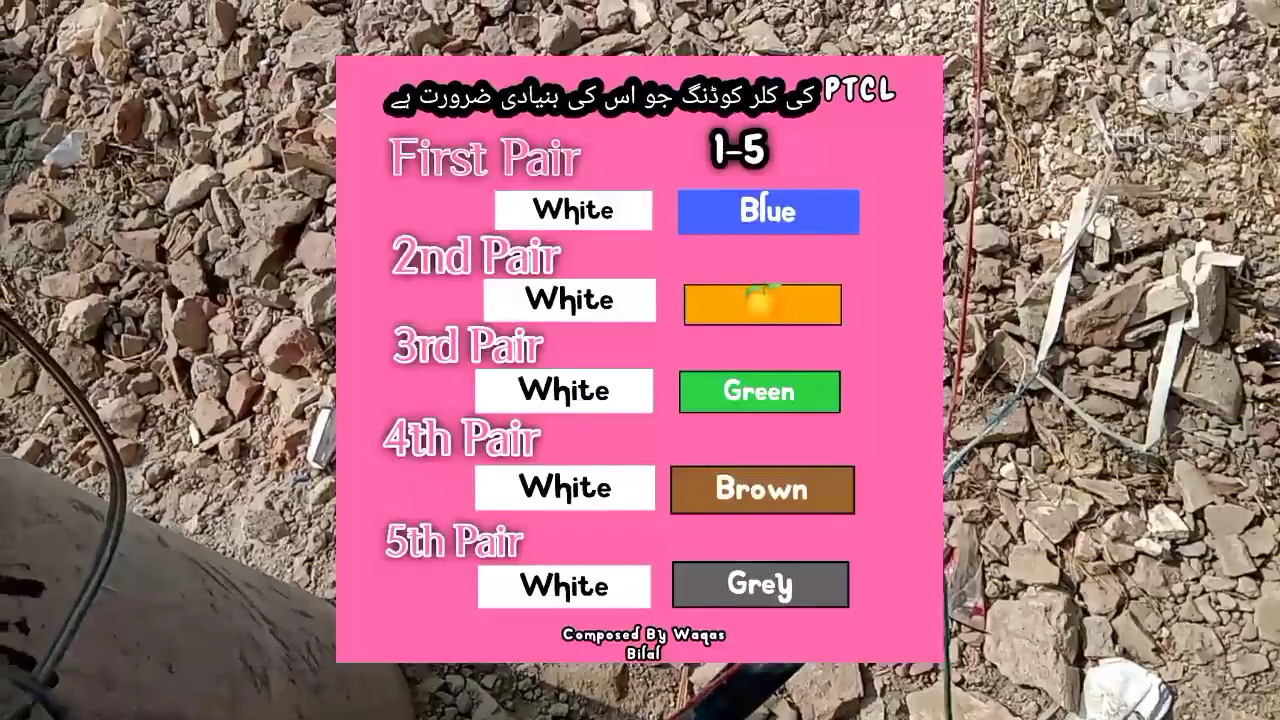 PTCL کی کلر کوڈنگ جو اس کی بنیادی ضرورت ہے
First Pair 1-5
White Blue
2nd Pair
White
3rd Pair
White Green
4th Pair
White Brown
5th Pair
White Grey
Composed By Waqas
Bilal